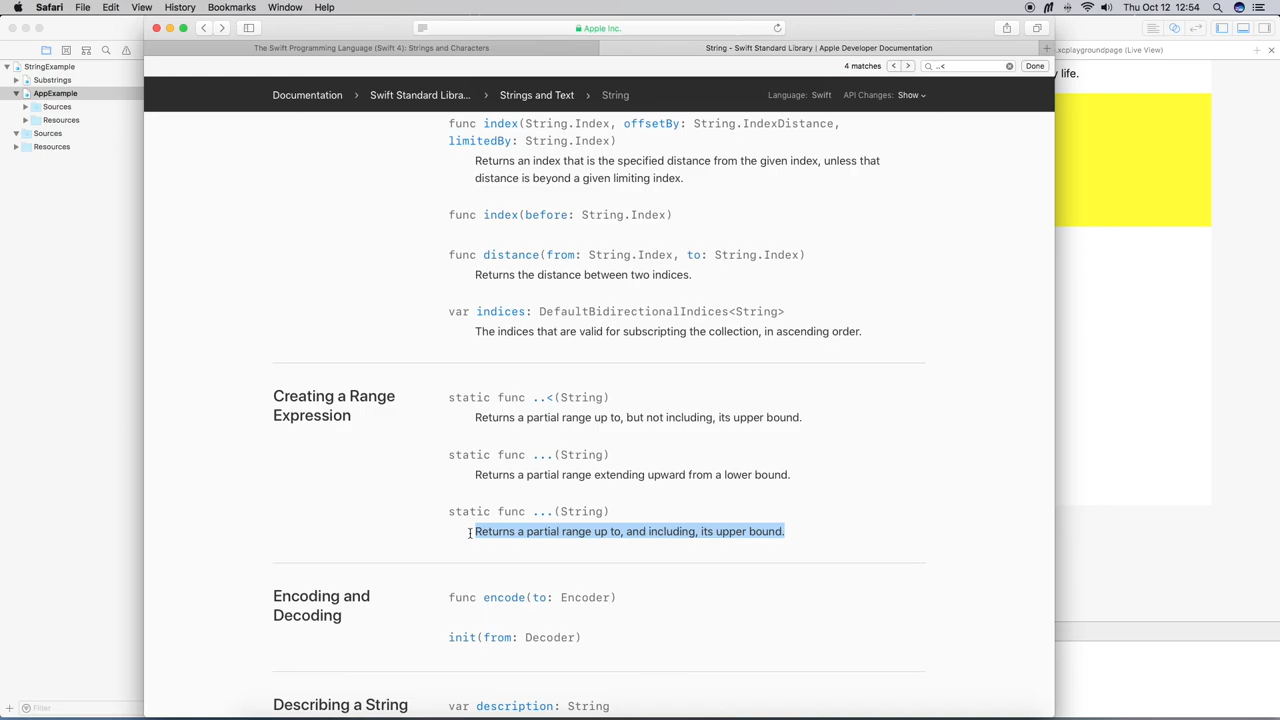 Safari File Edit View History Bookmarks Window Help Thu Oct 12 12:54
Apple Inc.
The Swift Programming Language (Swift 4): Strings and Characters
String - Swift Standard Library | Apple Developer Documentation
.xcplaygroundpage (Live View)
4 matches ..< Done
StringExample
Substrings
AppExample
Sources
Resources
Sources
Resources
Filter
y life.
Documentation > Swift Standard Libra... > Strings and Text > String Language: Swift API Changes: Show
func index(String.Index, offsetBy: String.IndexDistance,
limitedBy: String.Index)
Returns an index that is the specified distance from the given index, unless that
distance is beyond a given limiting index.
func index(before: String.Index)
func distance(from: String.Index, to: String.Index)
Returns the distance between two indices.
var indices: DefaultBidirectionalIndices<String>
The indices that are valid for subscripting the collection, in ascending order.
Creating a Range
Expression
static func ..<(String)
Returns a partial range up to, but not including, its upper bound.
static func ...(String)
Returns a partial range extending upward from a lower bound.
static func ...(String)
Returns a partial range up to, and including, its upper bound.
Encoding and
Decoding
func encode(to: Encoder)
init(from: Decoder)
Describing a String
var description: String